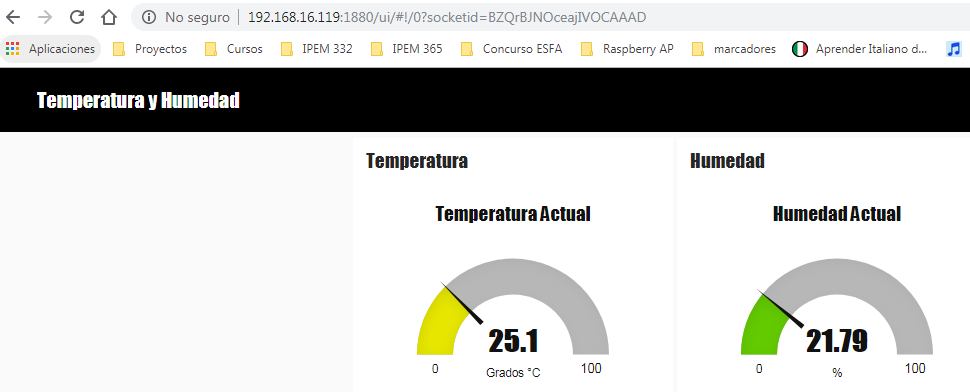 No seguro 192.168.16.119:1880/ui/#!/0?socketid=BZQrBJNOceajIVOCAAAD
Aplicaciones Proyectos Cursos IPEM 332 IPEM 365 Concurso ESFA Raspberry AP marcadores Aprender Italiano d...
Temperatura y Humedad
Temperatura
Temperatura Actual
25.1
0 Grados °C 100
Humedad
Humedad Actual
21.79
0 % 100